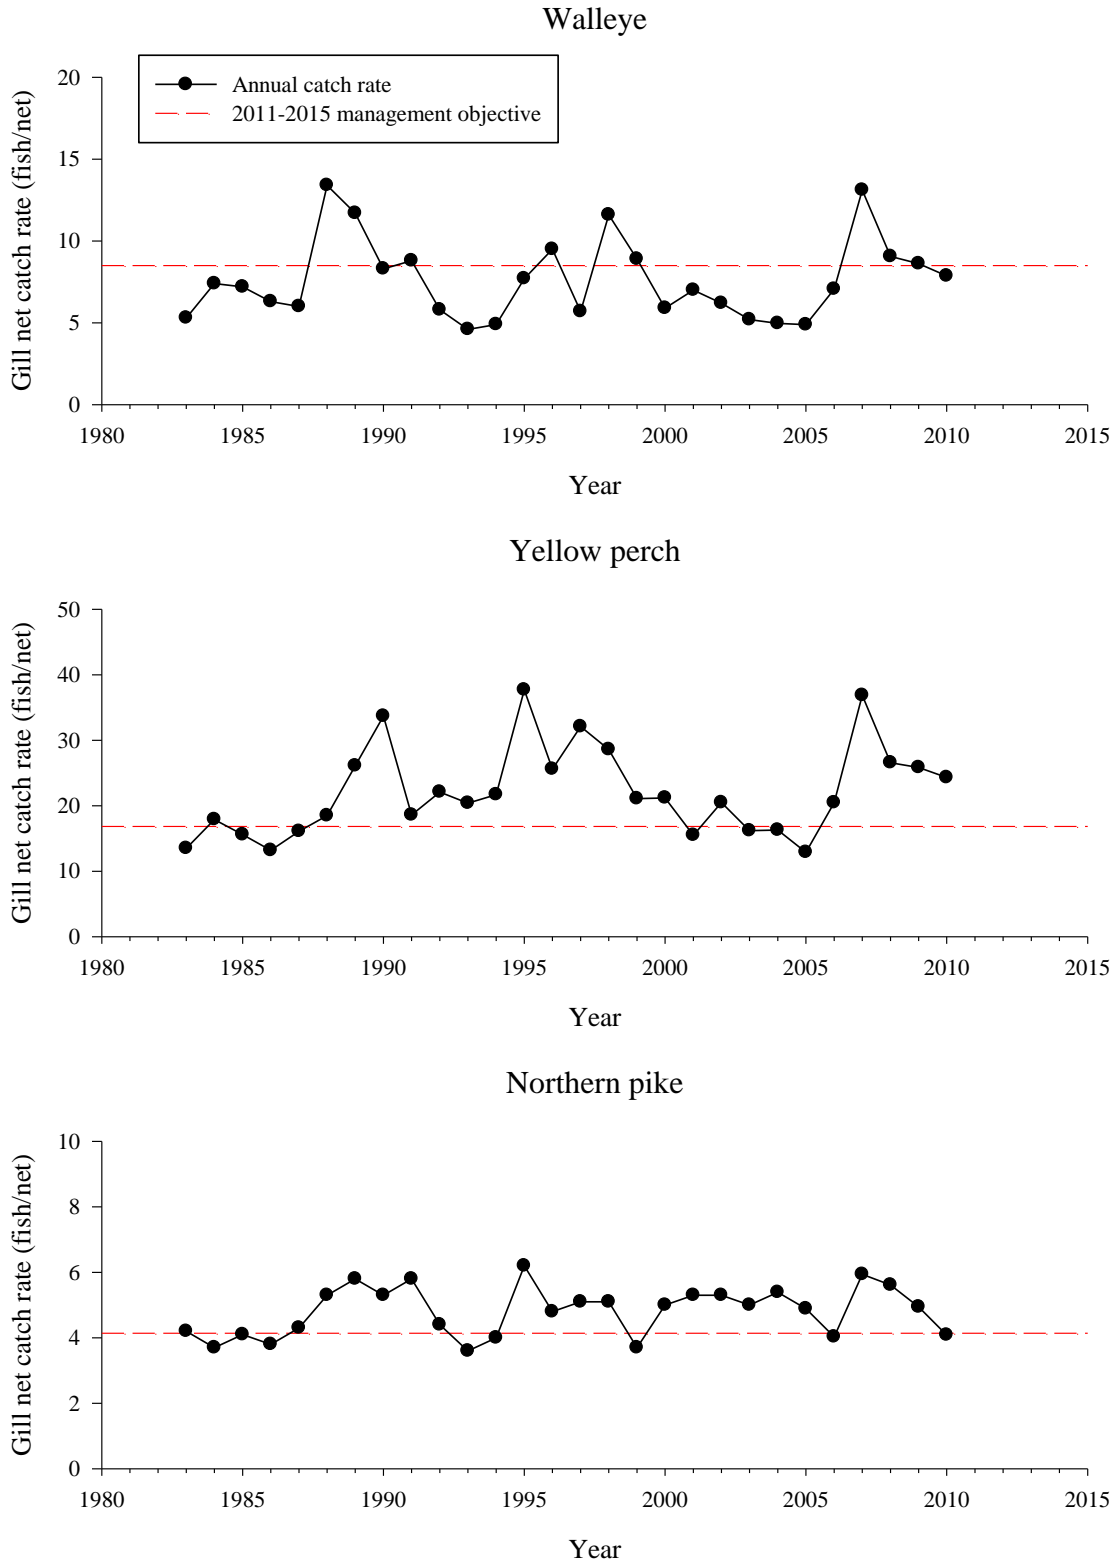 Walleye
Annual catch rate
2011-2015 management objective
Gill net catch rate (fish/net)
20
15
10
5
0
1980 1985 1990 1995 2000 2005 2010 2015
Year
Yellow perch
Gill net catch rate (fish/net)
50
40
30
20
10
0
1980 1985 1990 1995 2000 2005 2010 2015
Year
Northern pike
Gill net catch rate (fish/net)
10
8
6
4
2
0
1980 1985 1990 1995 2000 2005 2010 2015
Year